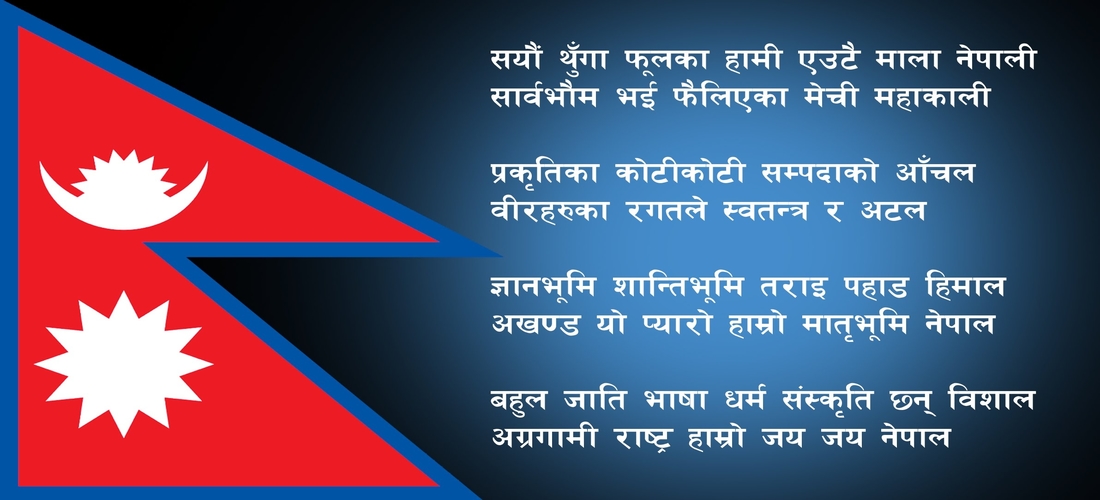 सयौं थुँगा फूलका हामी एउटै माला नेपाली
सार्वभौम भई फैलिएका मेची महाकाली
प्रकृतिका कोटीकोटी सम्पदाको आँचल
वीरहरुका रगतले स्वतन्त्र र अटल
ज्ञानभूमि शान्तिभूमि तराइ पहाड हिमाल
अखण्ड यो प्यारो हाम्रो मातृभूमि नेपाल
बहुल जाति भाषा धर्म संस्कृति छन् विशाल
अग्रगामी राष्ट्र हाम्रो जय जय नेपाल